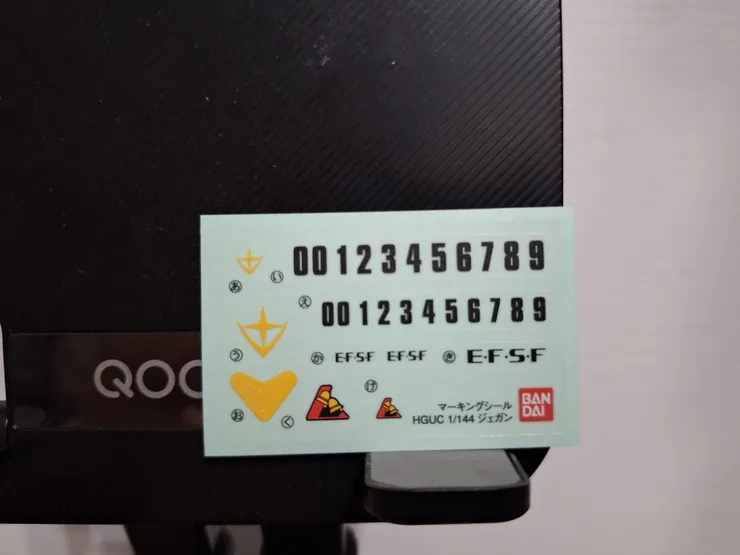 00123456789
あ
い
え
00123456789
う
か
E·F·S·F
E·F·S·F
き
E·F·S·F
お
く
け
マーキングシール
HGUC 1/144 ジェガン
BAN
DAI
QOO